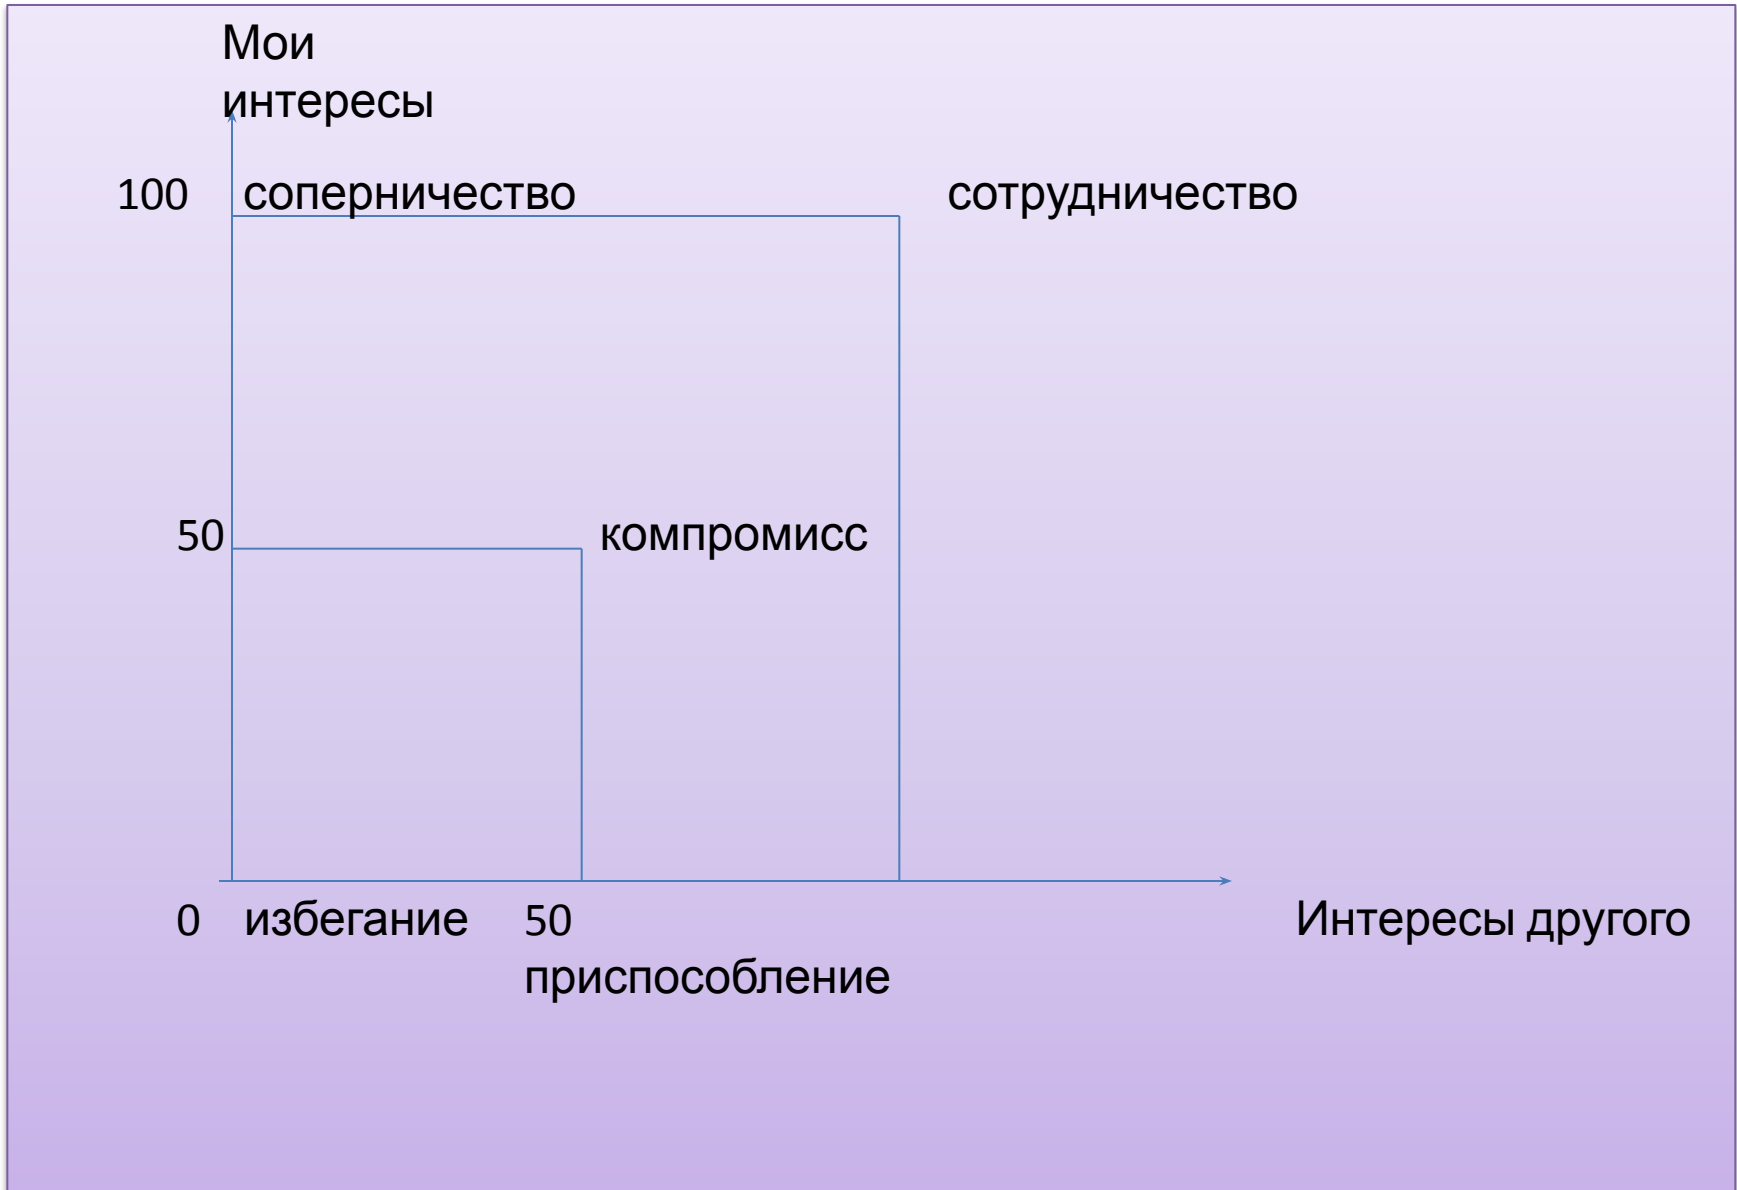 Мои
интересы
100 соперничество сотрудничество
50 компромисс
0 избегание 50 Интересы другого
приспособление